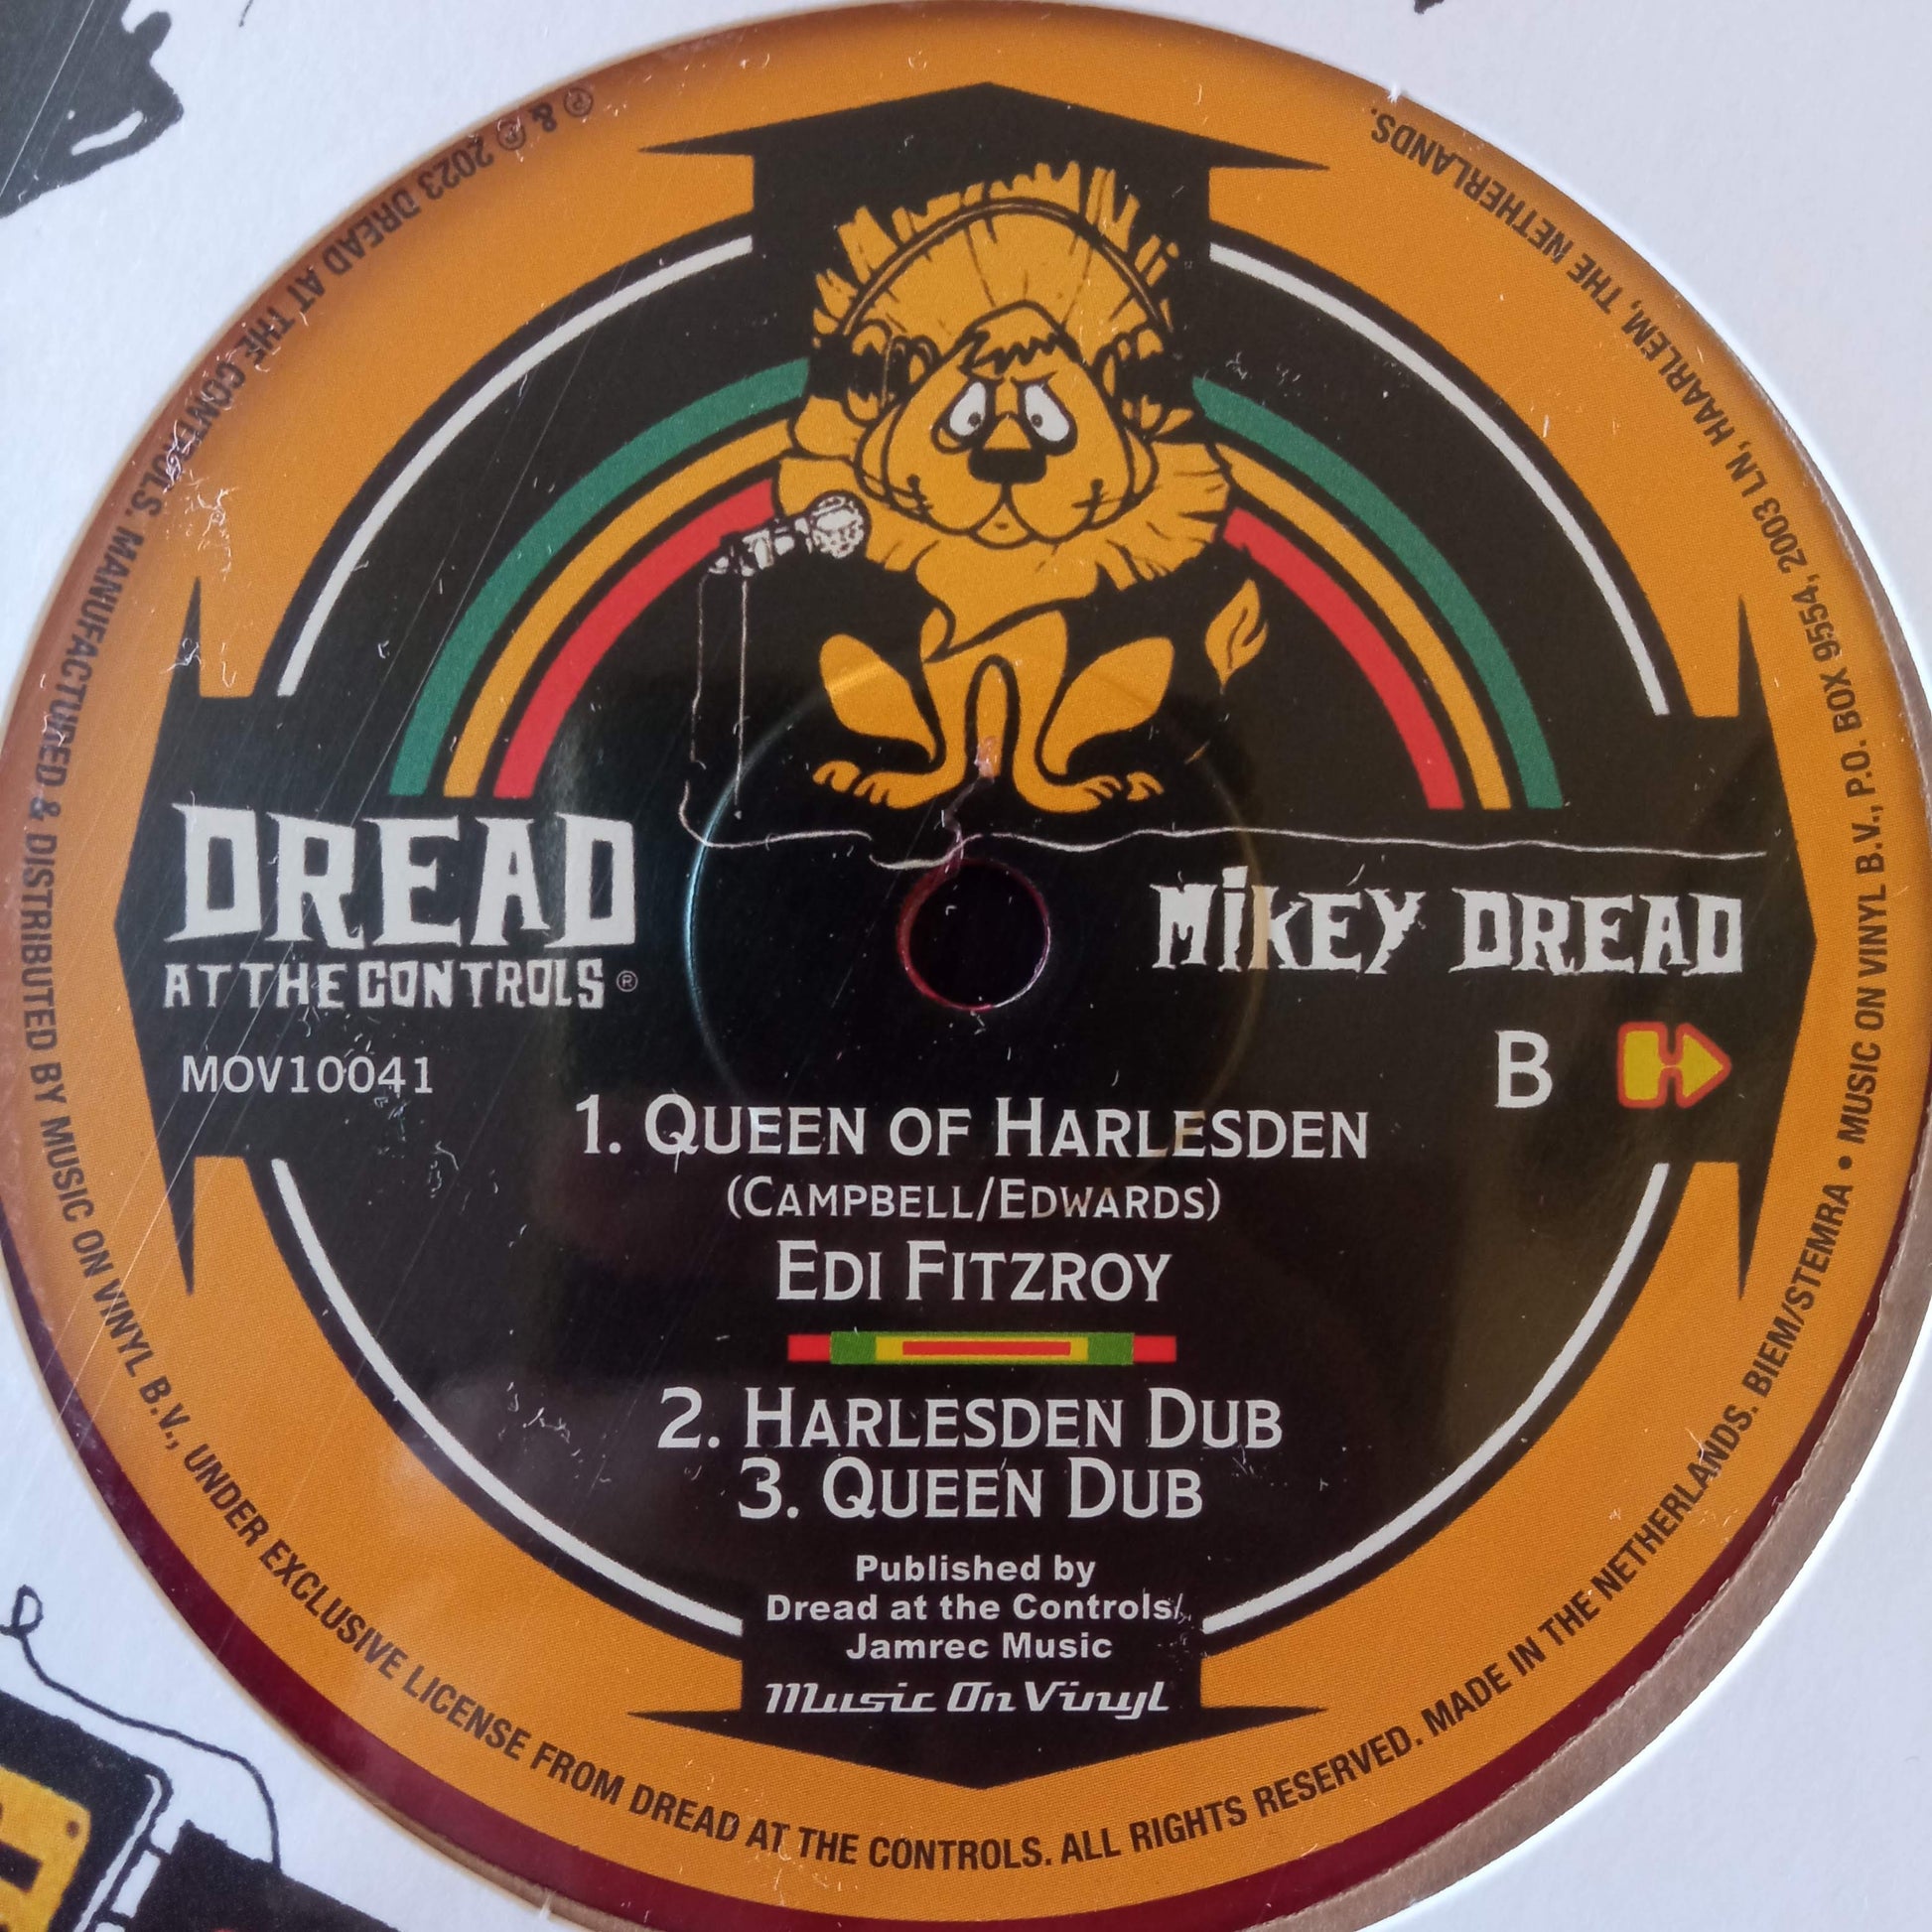 DREAD
AT THE CONTROLS ®
MIKEY DREAD
MOV10041
B
1. QUEEN OF HARLESDEN
(CAMPBELL/EDWARDS)
EDI FITZROY
2. HARLESDEN DUB
3. QUEEN DUB
Published by
Dread at the Controls/
Jamrec Music
Music On Vinyl
℗ & © 2023 DREAD AT THE CONTROLS. MANUFACTURED & DISTRIBUTED BY MUSIC ON VINYL B.V., UNDER EXCLUSIVE LICENSE FROM DREAD AT THE CONTROLS. ALL RIGHTS RESERVED. MADE IN THE NETHERLANDS. BIEM/STEMRA • MUSIC ON VINYL B.V., P.O. BOX 9554, 2003 LN, HAARLEM, THE NETHERLANDS.